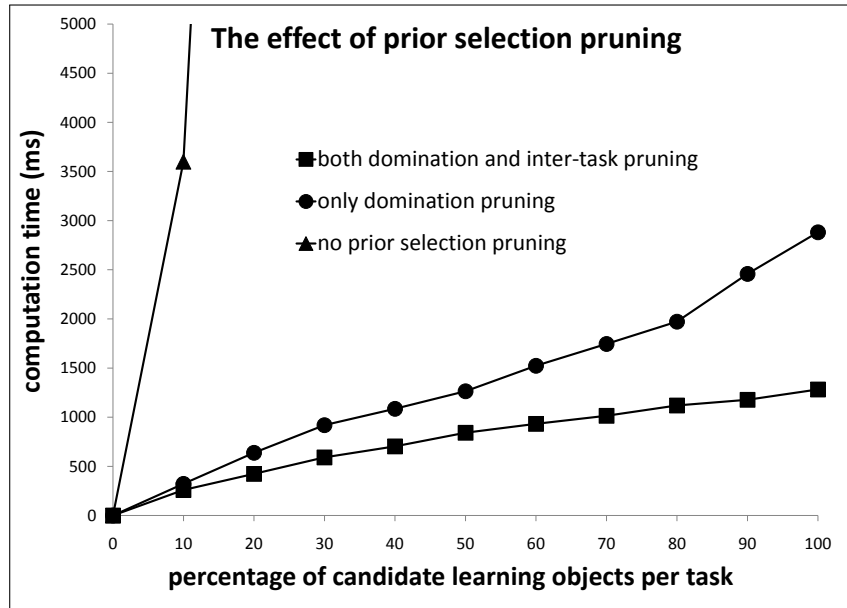 The effect of prior selection pruning
5000
4500
4000
3500
3000
2500
2000
1500
1000
500
0
computation time (ms)
both domination and inter-task pruning
only domination pruning
no prior selection pruning
0 10 20 30 40 50 60 70 80 90 100
percentage of candidate learning objects per task